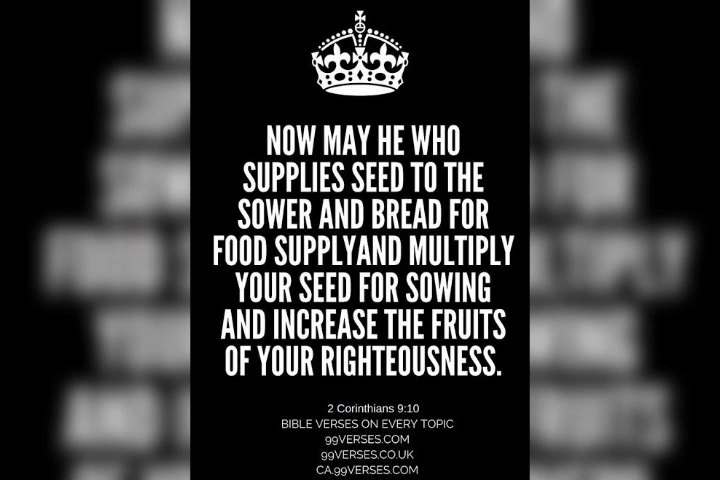 NOW MAY HE WHO
SUPPLIES SEED TO THE
SOWER AND BREAD FOR
FOOD SUPPLYAND MULTIPLY
YOUR SEED FOR SOWING
AND INCREASE THE FRUITS
OF YOUR RIGHTEOUSNESS.
2 Corinthians 9:10
BIBLE VERSES ON EVERY TOPIC
99VERSES.COM
99VERSES.CO.UK
CA.99VERSES.COM